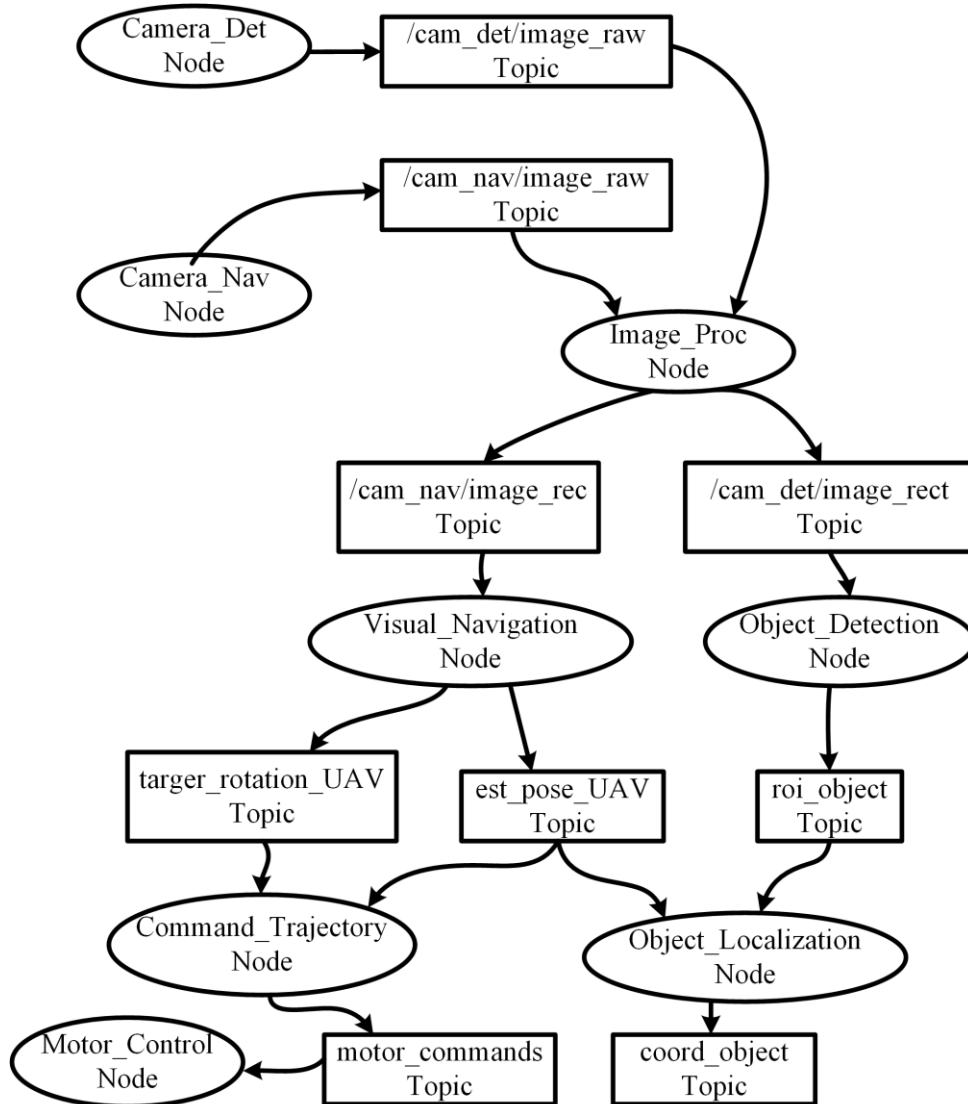 Camera_Det
Node
/cam_det/image_raw
Topic
/cam_nav/image_raw
Topic
Camera_Nav
Node
Image_Proc
Node
/cam_nav/image_rec
Topic
/cam_det/image_rect
Topic
Visual_Navigation
Node
Object_Detection
Node
targer_rotation_UAV
Topic
est_pose_UAV
Topic
roi_object
Topic
Command_Trajectory
Node
Object_Localization
Node
Motor_Control
Node
motor_commands
Topic
coord_object
Topic